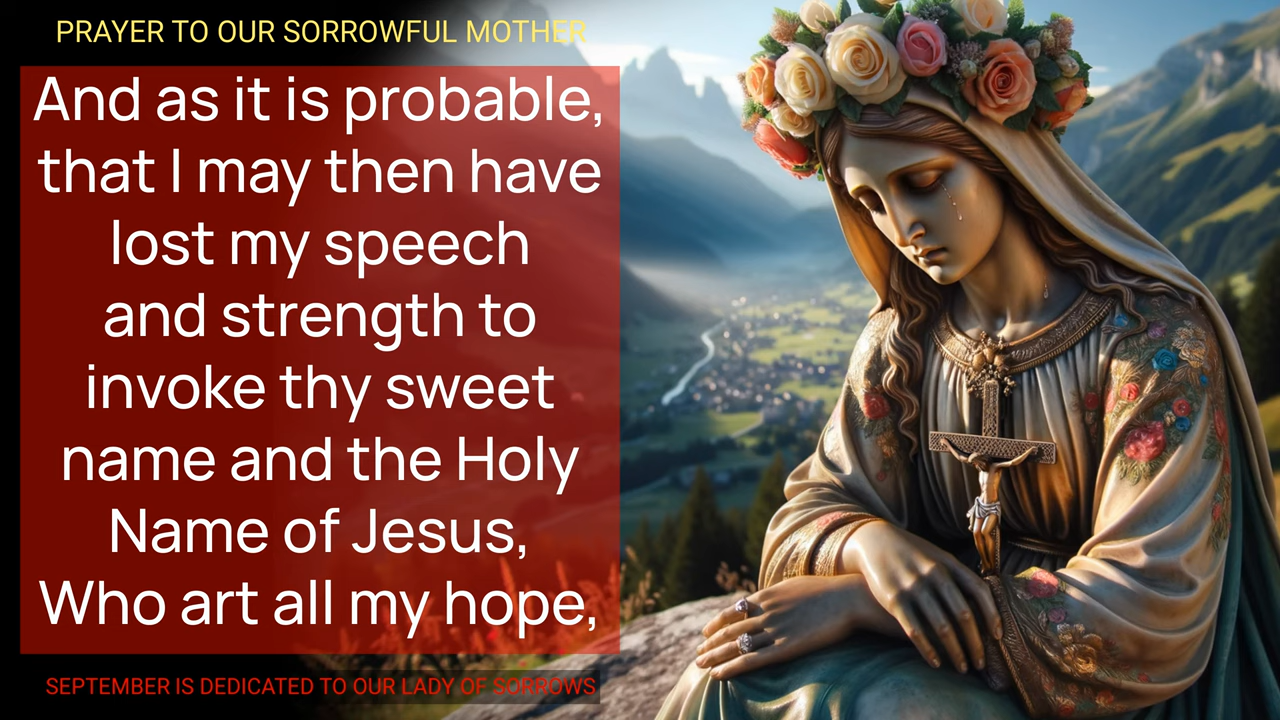 PRAYER TO OUR SORROWFUL MOTHER
And as it is probable,
that I may then have
lost my speech
and strength to
invoke thy sweet
name and the Holy
Name of Jesus,
Who art all my hope,
SEPTEMBER IS DEDICATED TO OUR LADY OF SORROWS